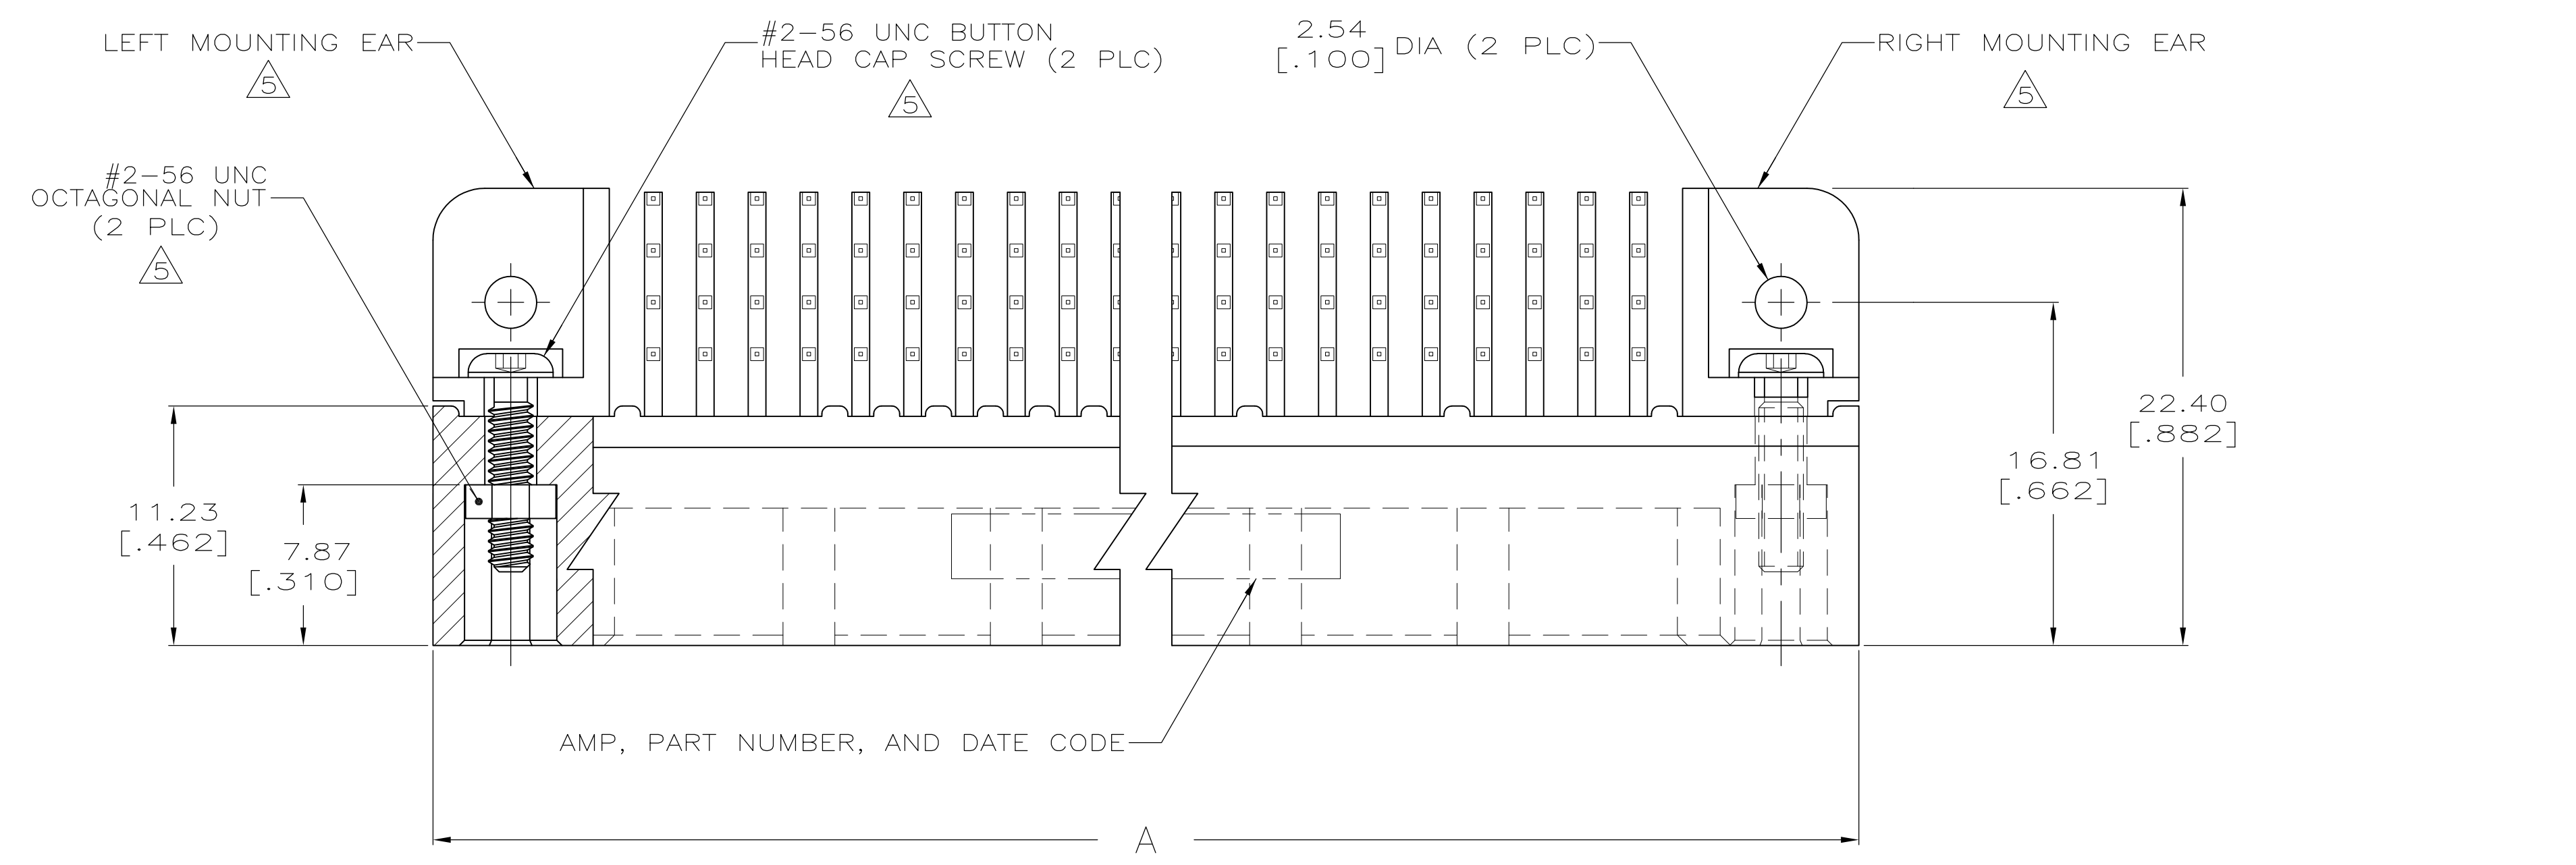 LEFT MOUNTING EAR
5
#2-56 UNC BUTTON
HEAD CAP SCREW (2 PLC)
5
2.54
[.100]
DIA (2 PLC)
RIGHT MOUNTING EAR
5
#2-56 UNC
OCTAGONAL NUT
(2 PLC)
5
11.23
[.462]
7.87
[.310]
22.40
[.882]
16.81
[.662]
AMP, PART NUMBER, AND DATE CODE
A